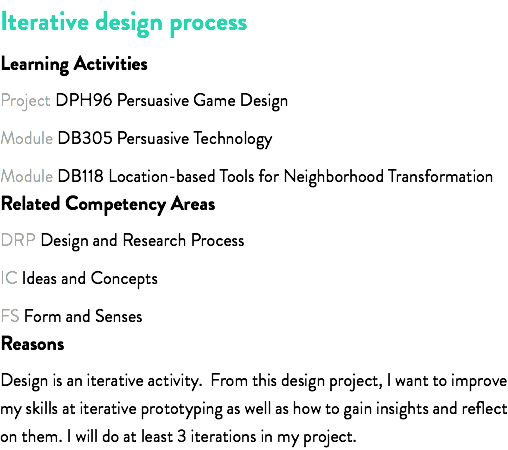 Iterative design process
Learning Activities
Project DPH96 Persuasive Game Design
Module DB305 Persuasive Technology
Module DB118 Location-based Tools for Neighborhood Transformation
Related Competency Areas
DRP Design and Research Process
IC Ideas and Concepts
FS Form and Senses
Reasons
Design is an iterative activity.  From this design project, I want to improve
my skills at iterative prototyping as well as how to gain insights and reflect
on them. I will do at least 3 iterations in my project.